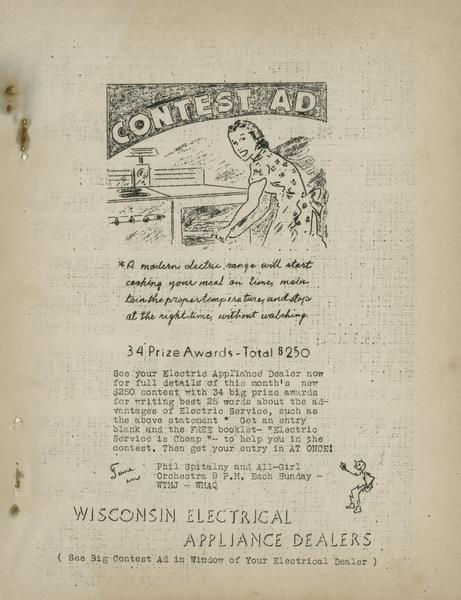 CONTEST AD
*A modern electric range will start
cooking your meal on time, main-
tain the proper temperature, and stop
at the right time, without watching.
34 Prize Awards - Total $250
See your Electric Appliance Dealer now
for full details of this month's new
$250 contest with 34 big prize awards
for writing best 25 words about the ad-
vantages of Electric Service, such as
the above statement * Get an entry
blank and the FREE booklet- "Electric
Service is Cheap "- to help you in the
contest. Then get your entry in AT ONCE!
Tune in
Phil Spitalny and All-Girl
Orchestra 9 P.M. Each Sunday -
WTMJ - WMAQ
WISCONSIN ELECTRICAL
APPLIANCE DEALERS
( See Big Contest Ad in Window of Your Electrical Dealer )